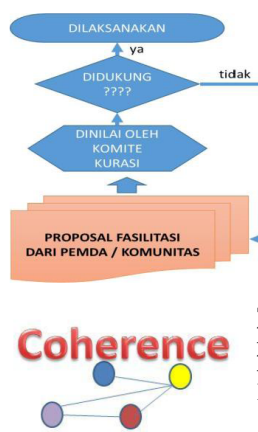 DILAKSANAKAN
ya
DIDUKUNG
????
tidak
DINILAI OLEH
KOMITE
KURASI
PROPOSAL FASILITASI
DARI PEMDA / KOMUNITAS
Coherence